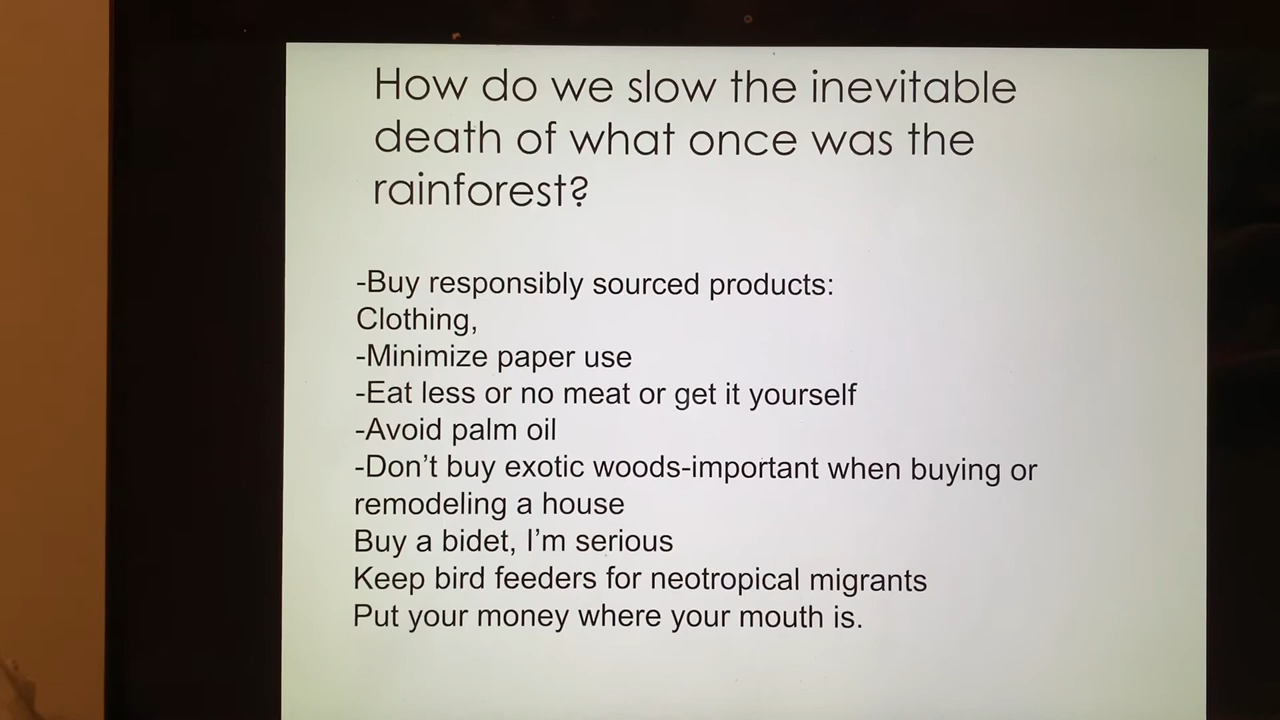 How do we slow the inevitable
death of what once was the
rainforest?
-Buy responsibly sourced products:
Clothing,
-Minimize paper use
-Eat less or no meat or get it yourself
-Avoid palm oil
-Don’t buy exotic woods-important when buying or
remodeling a house
Buy a bidet, I’m serious
Keep bird feeders for neotropical migrants
Put your money where your mouth is.